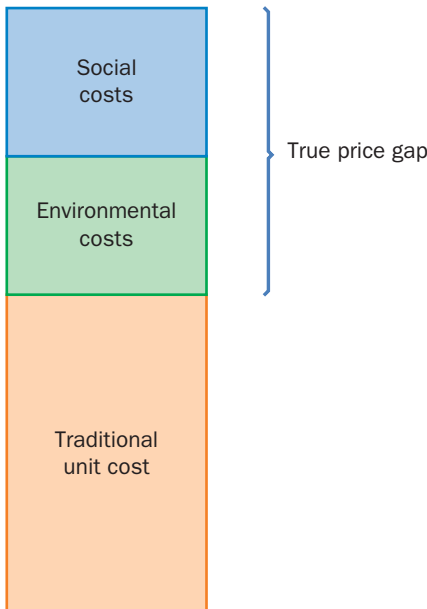 Social
costs
True price gap
Environmental
costs
Traditional
unit cost